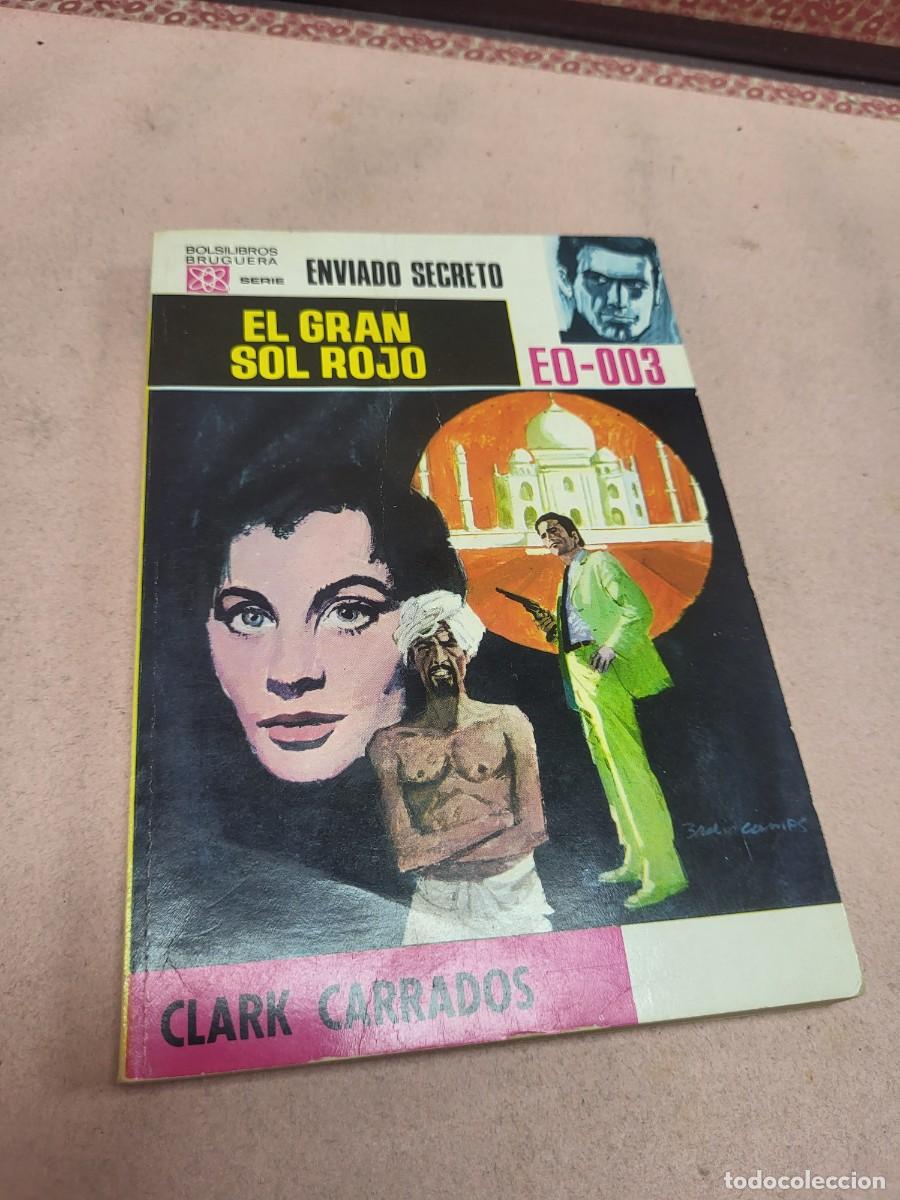 BOLSILIBROS
BRUGUERA
SERIE ENVIADO SECRETO
EL GRAN
SOL ROJO
EO-003
CLARK CARRADOS
todocoleccion